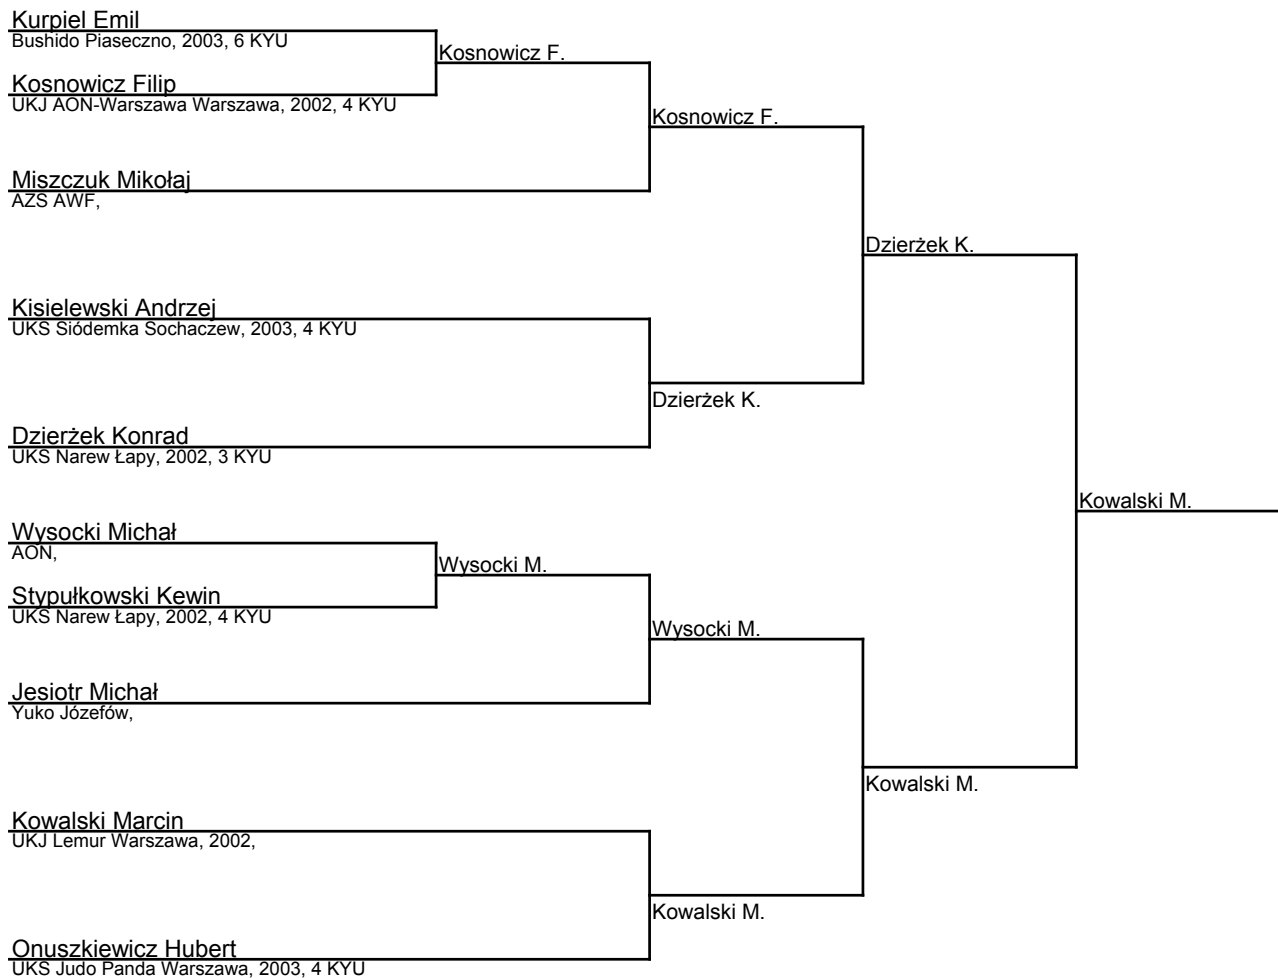 Kurpiel Emil
Bushido Piaseczno, 2003, 6 KYU
Kosnowicz F.
Kosnowicz Filip
UKJ AON-Warszawa Warszawa, 2002, 4 KYU
Kosnowicz F.
Miszczuk Mikołaj
AZS AWF,
Dzierżek K.
Kisielewski Andrzej
UKS Siódemka Sochaczew, 2003, 4 KYU
Dzierżek K.
Dzierżek Konrad
UKS Narew Łapy, 2002, 3 KYU
Kowalski M.
Wysocki Michał
AON,
Wysocki M.
Stypułkowski Kewin
UKS Narew Łapy, 2002, 4 KYU
Wysocki M.
Jesiotr Michał
Yuko Józefów,
Kowalski M.
Kowalski Marcin
UKJ Lemur Warszawa, 2002,
Kowalski M.
Onuszkiewicz Hubert
UKS Judo Panda Warszawa, 2003, 4 KYU